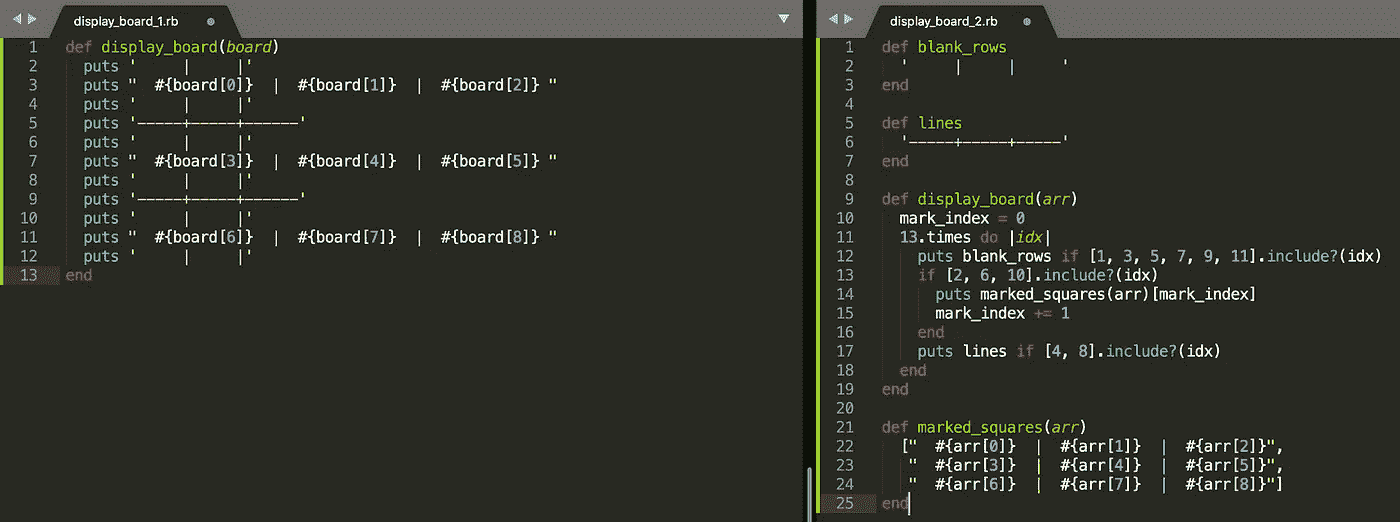 display_board_1.rb
1 def display_board(board)
2   puts '     |     |'
3   puts "  #{board[0]}  |  #{board[1]}  |  #{board[2]} "
4   puts '     |     |'
5   puts '-----+-----+------'
6   puts '     |     |'
7   puts "  #{board[3]}  |  #{board[4]}  |  #{board[5]} "
8   puts '     |     |'
9   puts '-----+-----+------'
10   puts '     |     |'
11   puts "  #{board[6]}  |  #{board[7]}  |  #{board[8]} "
12   puts '     |     |'
13 end
display_board_2.rb
1 def blank_rows
2   '     |     |     '
3 end
4
5 def lines
6   '-----+-----+-----'
7 end
8
9 def display_board(arr)
10   mark_index = 0
11   13.times do |idx|
12     puts blank_rows if [1, 3, 5, 7, 9, 11].include?(idx)
13     if [2, 6, 10].include?(idx)
14       puts marked_squares(arr)[mark_index]
15       mark_index += 1
16     end
17     puts lines if [4, 8].include?(idx)
18   end
19 end
20
21 def marked_squares(arr)
22   ["  #{arr[0]}  |  #{arr[1]}  |  #{arr[2]}",
23    "  #{arr[3]}  |  #{arr[4]}  |  #{arr[5]}",
24    "  #{arr[6]}  |  #{arr[7]}  |  #{arr[8]}"]
25 end